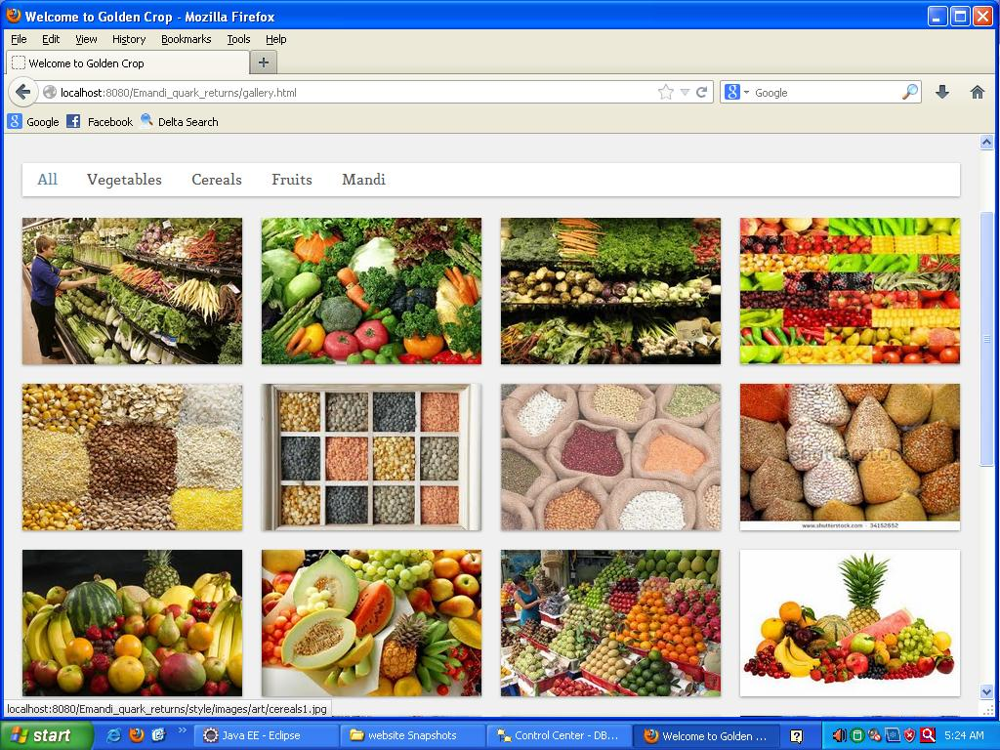 Welcome to Golden Crop - Mozilla Firefox
File Edit View History Bookmarks Tools Help
Welcome to Golden Crop
localhost:8080/Emandi_quark_returns/gallery.html
Google
Google Facebook Delta Search
All Vegetables Cereals Fruits Mandi
shutterstock
www.shutterstock.com · 34152652
localhost:8080/Emandi_quark_returns/style/images/art/cereals1.jpg
start
Java EE - Eclipse
website Snapshots
Control Center - DB...
Welcome to Golden ...
5:24 AM